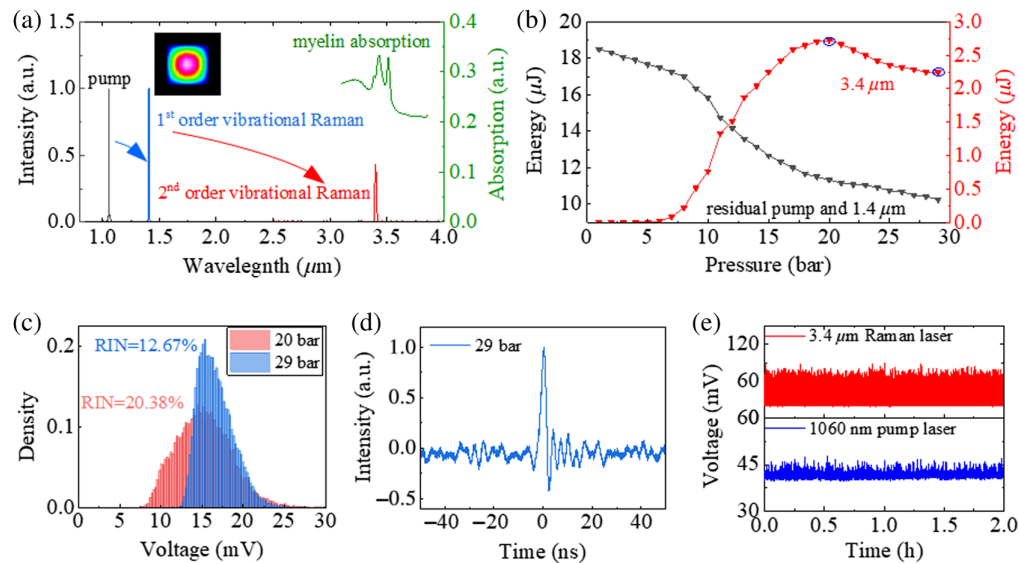 (a)
1.5
1.0
0.5
0.0
Intensity (a.u.)
pump
myelin absorption
1st order vibrational Raman
2nd order vibrational Raman
0.4
0.3
0.2
0.1
0.0
Absorption (a.u.)
1.0 1.5 2.0 2.5 3.0 3.5 4.0
Wavelegnth (μm)
(b)
20
18
16
14
12
10
Energy (μJ)
3.4 μm
residual pump and 1.4 μm
3.0
2.5
2.0
1.5
1.0
0.5
0.0
Energy (μJ)
0 5 10 15 20 25 30
Pressure (bar)
(c)
0.2
0.1
0.0
Density
RIN=12.67%
RIN=20.38%
20 bar
29 bar
0 5 10 15 20 25 30
Voltage (mV)
(d)
1.0
0.5
0.0
−0.5
Intensity (a.u.)
29 bar
−40 −20 0 20 40
Time (ns)
(e)
120
60
60
45
30
Voltage (mV)
3.4 μm Raman laser
1060 nm pump laser
0.0 0.5 1.0 1.5 2.0
Time (h)